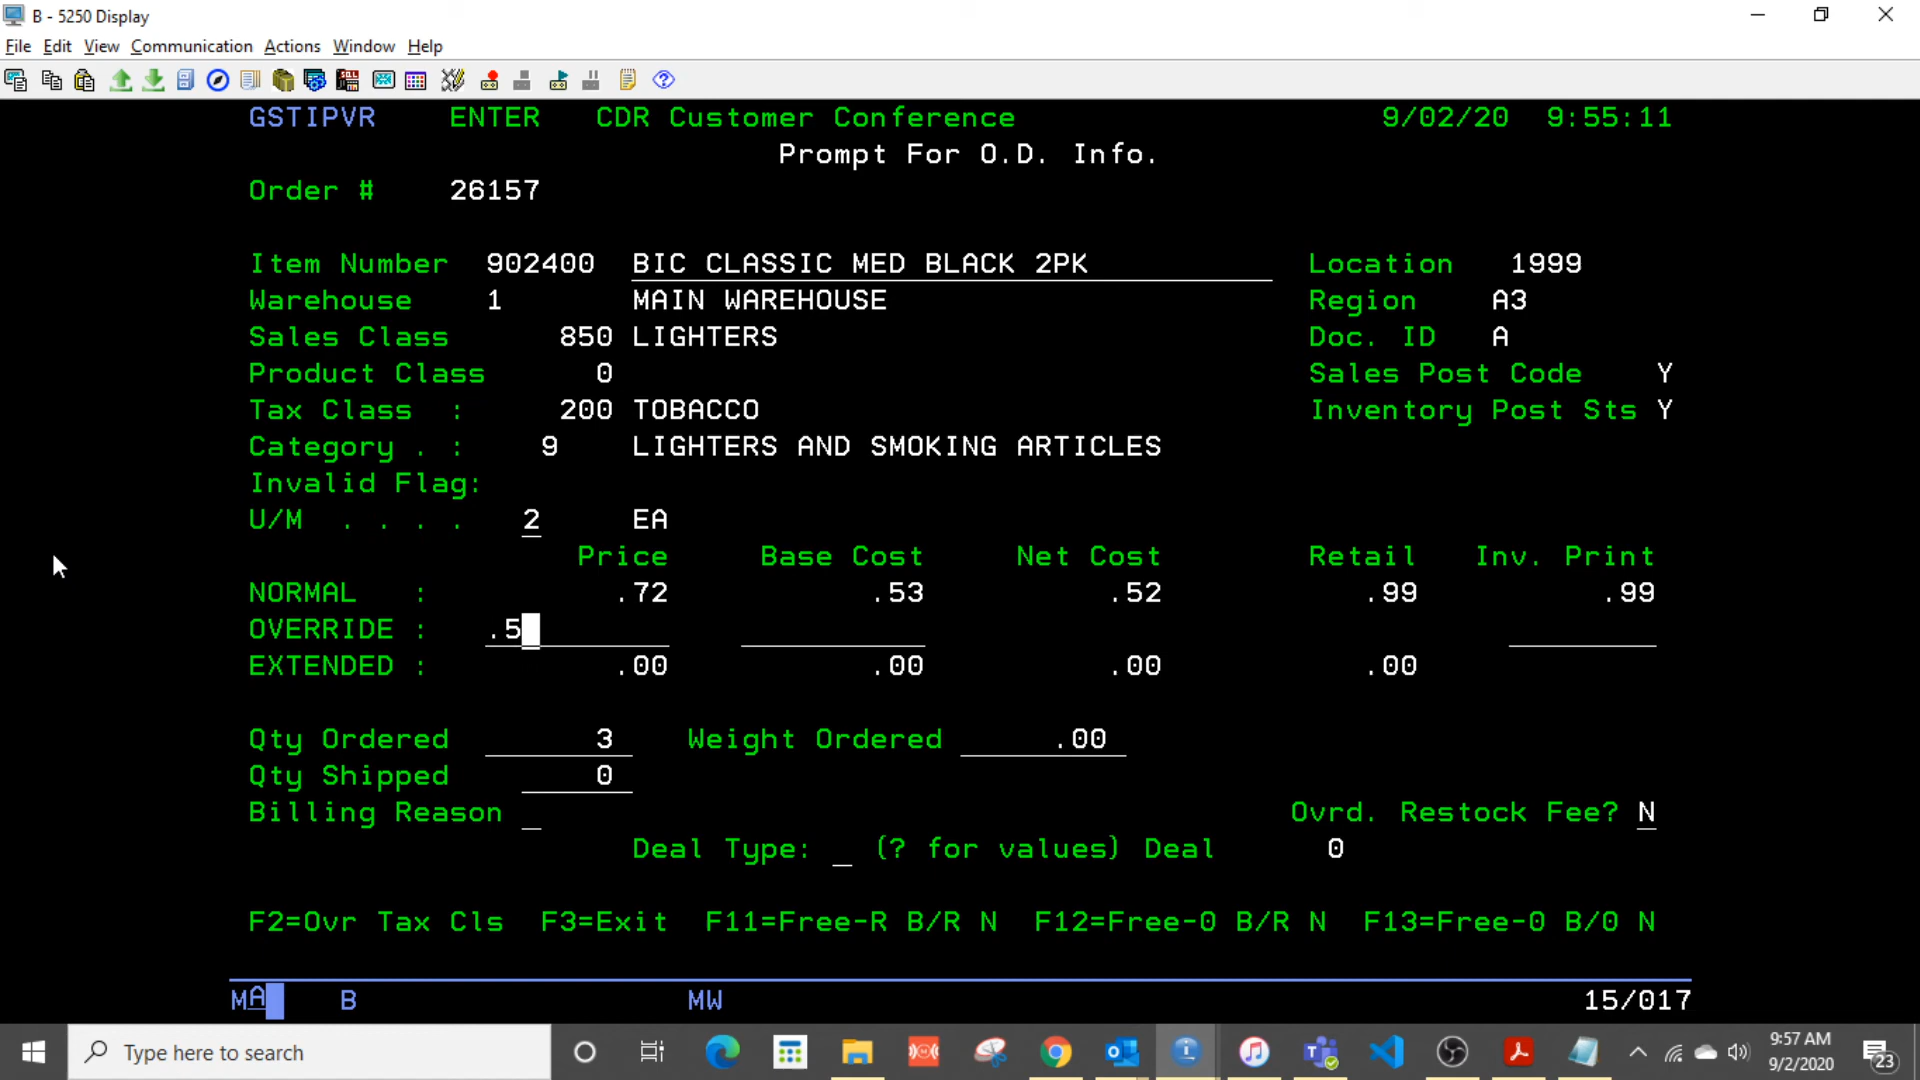 B - 5250 Display
File Edit View Communication Actions Window Help
GSTIPVR ENTER CDR Customer Conference 9/02/20 9:55:11
Prompt For O.D. Info.
Order # 26157
Item Number 902400 BIC CLASSIC MED BLACK 2PK Location 1999
Warehouse 1 MAIN WAREHOUSE Region A3
Sales Class 850 LIGHTERS Doc. ID A
Product Class 0 Sales Post Code Y
Tax Class : 200 TOBACCO Inventory Post Sts Y
Category . : 9 LIGHTERS AND SMOKING ARTICLES
Invalid Flag:
U/M . . . . 2 EA
Price Base Cost Net Cost Retail Inv. Print
NORMAL : .72 .53 .52 .99 .99
OVERRIDE : .5
EXTENDED : .00 .00 .00 .00
Qty Ordered 3 Weight Ordered .00
Qty Shipped 0
Billing Reason _ Ovrd. Restock Fee? N
Deal Type: _ (? for values) Deal 0
F2=Ovr Tax Cls F3=Exit F11=Free-R B/R N F12=Free-O B/R N F13=Free-O B/O N
MA B MW 15/017
Type here to search 9:57 AM
9/2/2020 23